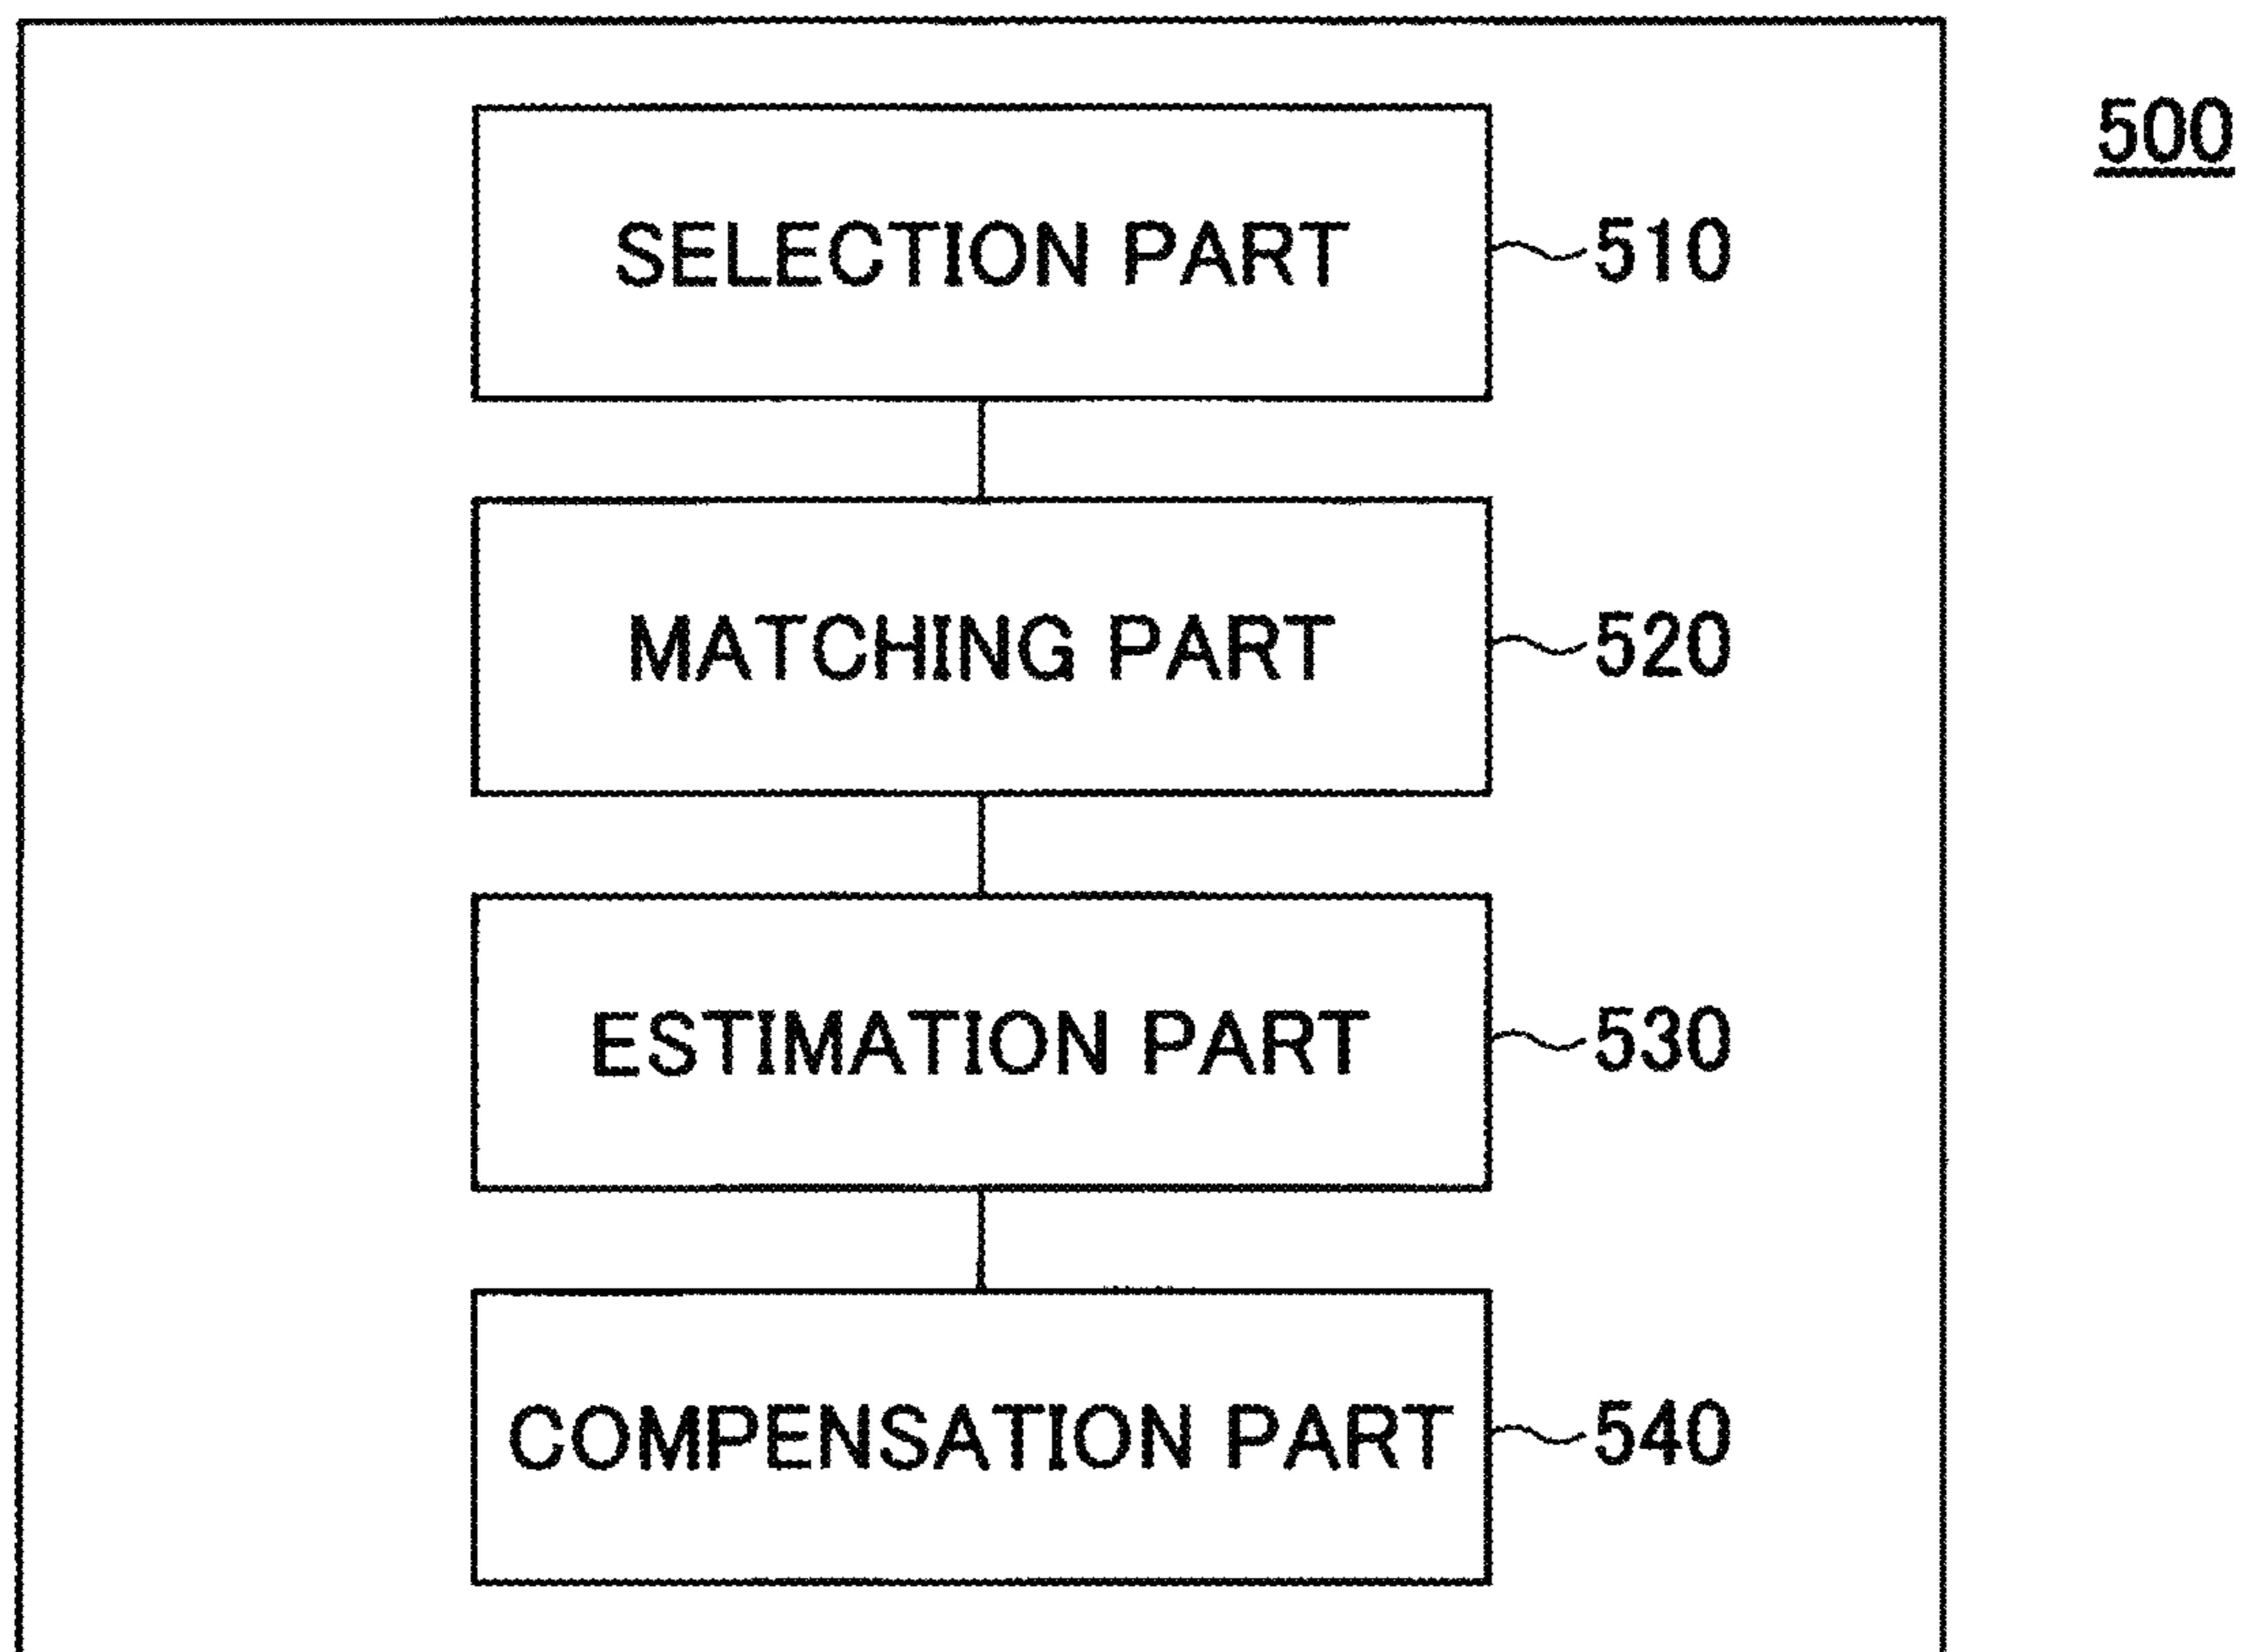 500
SELECTION PART 510
MATCHING PART 520
ESTIMATION PART 530
COMPENSATION PART 540